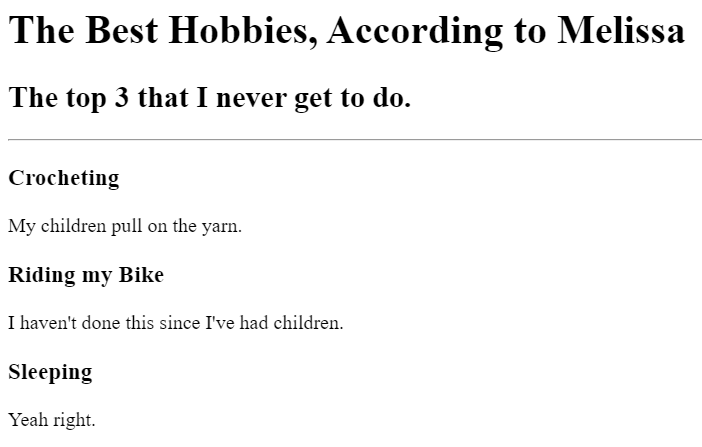 The Best Hobbies, According to Melissa
The top 3 that I never get to do.
Crocheting
My children pull on the yarn.
Riding my Bike
I haven't done this since I've had children.
Sleeping
Yeah right.